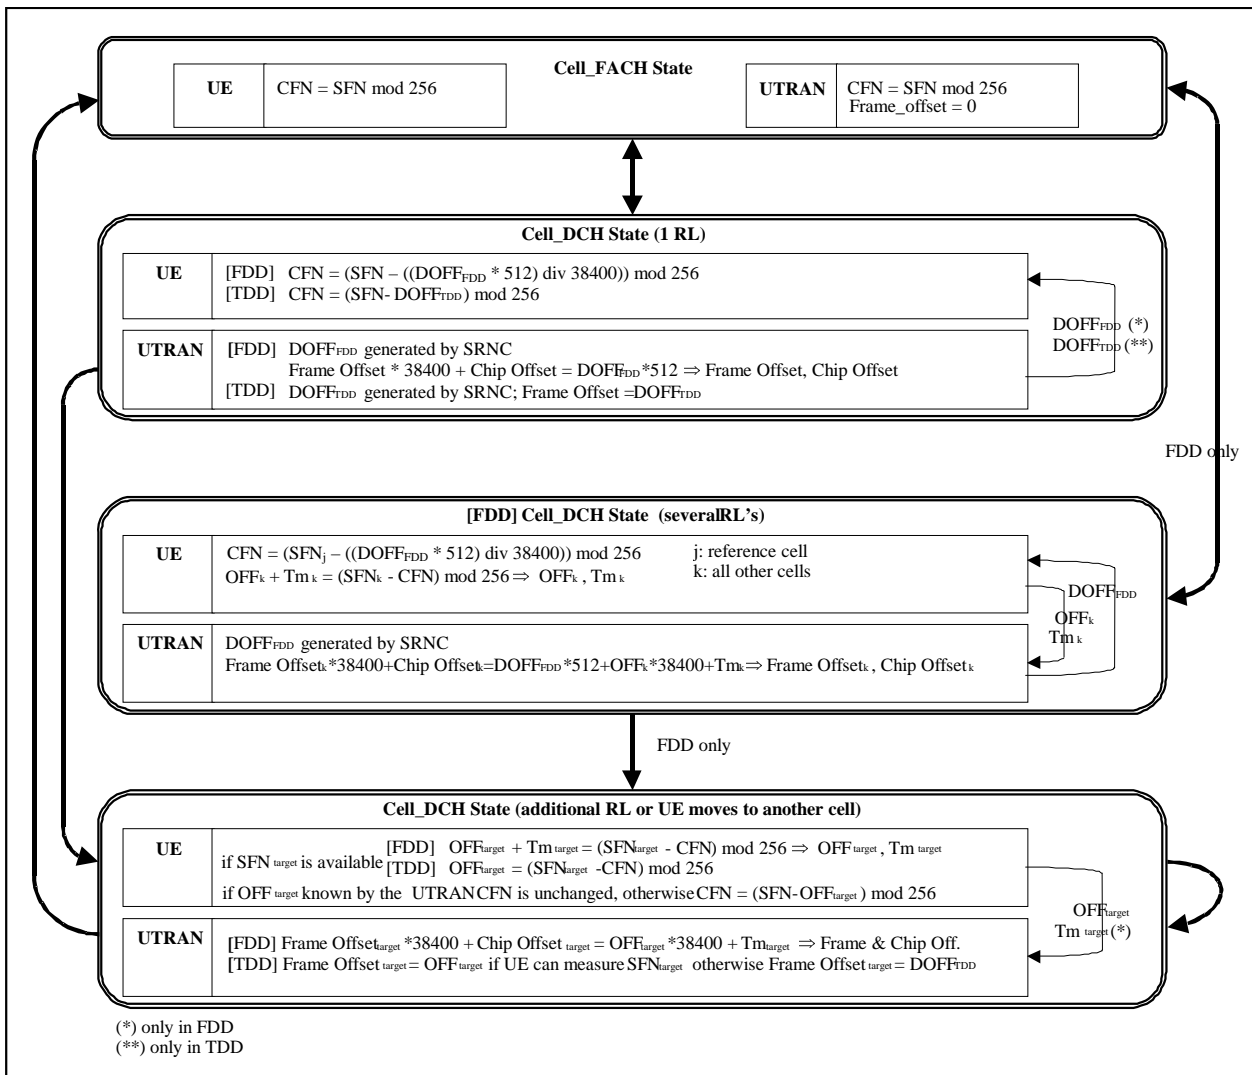 Cell_FACH State
UE CFN = SFN mod 256
UTRAN CFN = SFN mod 256
Frame_offset = 0
Cell_DCH State (1 RL)
UE [FDD] CFN = (SFN – ((DOFFFDD * 512) div 38400)) mod 256
[TDD] CFN = (SFN- DOFFTDD) mod 256
DOFFFDD (*)
DOFFTDD (**)
UTRAN [FDD] DOFFFDD generated by SRNC
Frame Offset * 38400 + Chip Offset = DOFFFDD *512 ⇒ Frame Offset, Chip Offset
[TDD] DOFFTDD generated by SRNC; Frame Offset =DOFFTDD
FDD only
[FDD] Cell_DCH State (severalRL's)
UE CFN = (SFNj – ((DOFFFDD * 512) div 38400)) mod 256 j: reference cell
OFFk + Tm k = (SFNk - CFN) mod 256 ⇒ OFFk , Tm k k: all other cells
DOFFFDD
OFFk
Tm k
UTRAN DOFFFDD generated by SRNC
Frame Offsetk*38400+Chip Offsetk=DOFFFDD *512+OFFk*38400+Tmk ⇒ Frame Offsetk , Chip Offset k
FDD only
Cell_DCH State (additional RL or UE moves to another cell)
UE if SFN target is available [FDD] OFFtarget + Tm target = (SFNtarget - CFN) mod 256 ⇒ OFF target , Tm target
[TDD] OFFtarget = (SFNtarget -CFN) mod 256
if OFF target known by the UTRAN CFN is unchanged, otherwise CFN = (SFN-OFFtarget ) mod 256
OFFtarget
Tm target (*)
UTRAN [FDD] Frame Offsettarget *38400 + Chip Offset target = OFFtarget *38400 + Tmtarget ⇒ Frame & Chip Off.
[TDD] Frame Offset target = OFF target if UE can measure SFNtarget otherwise Frame Offset target = DOFFTDD
(*) only in FDD
(**) only in TDD